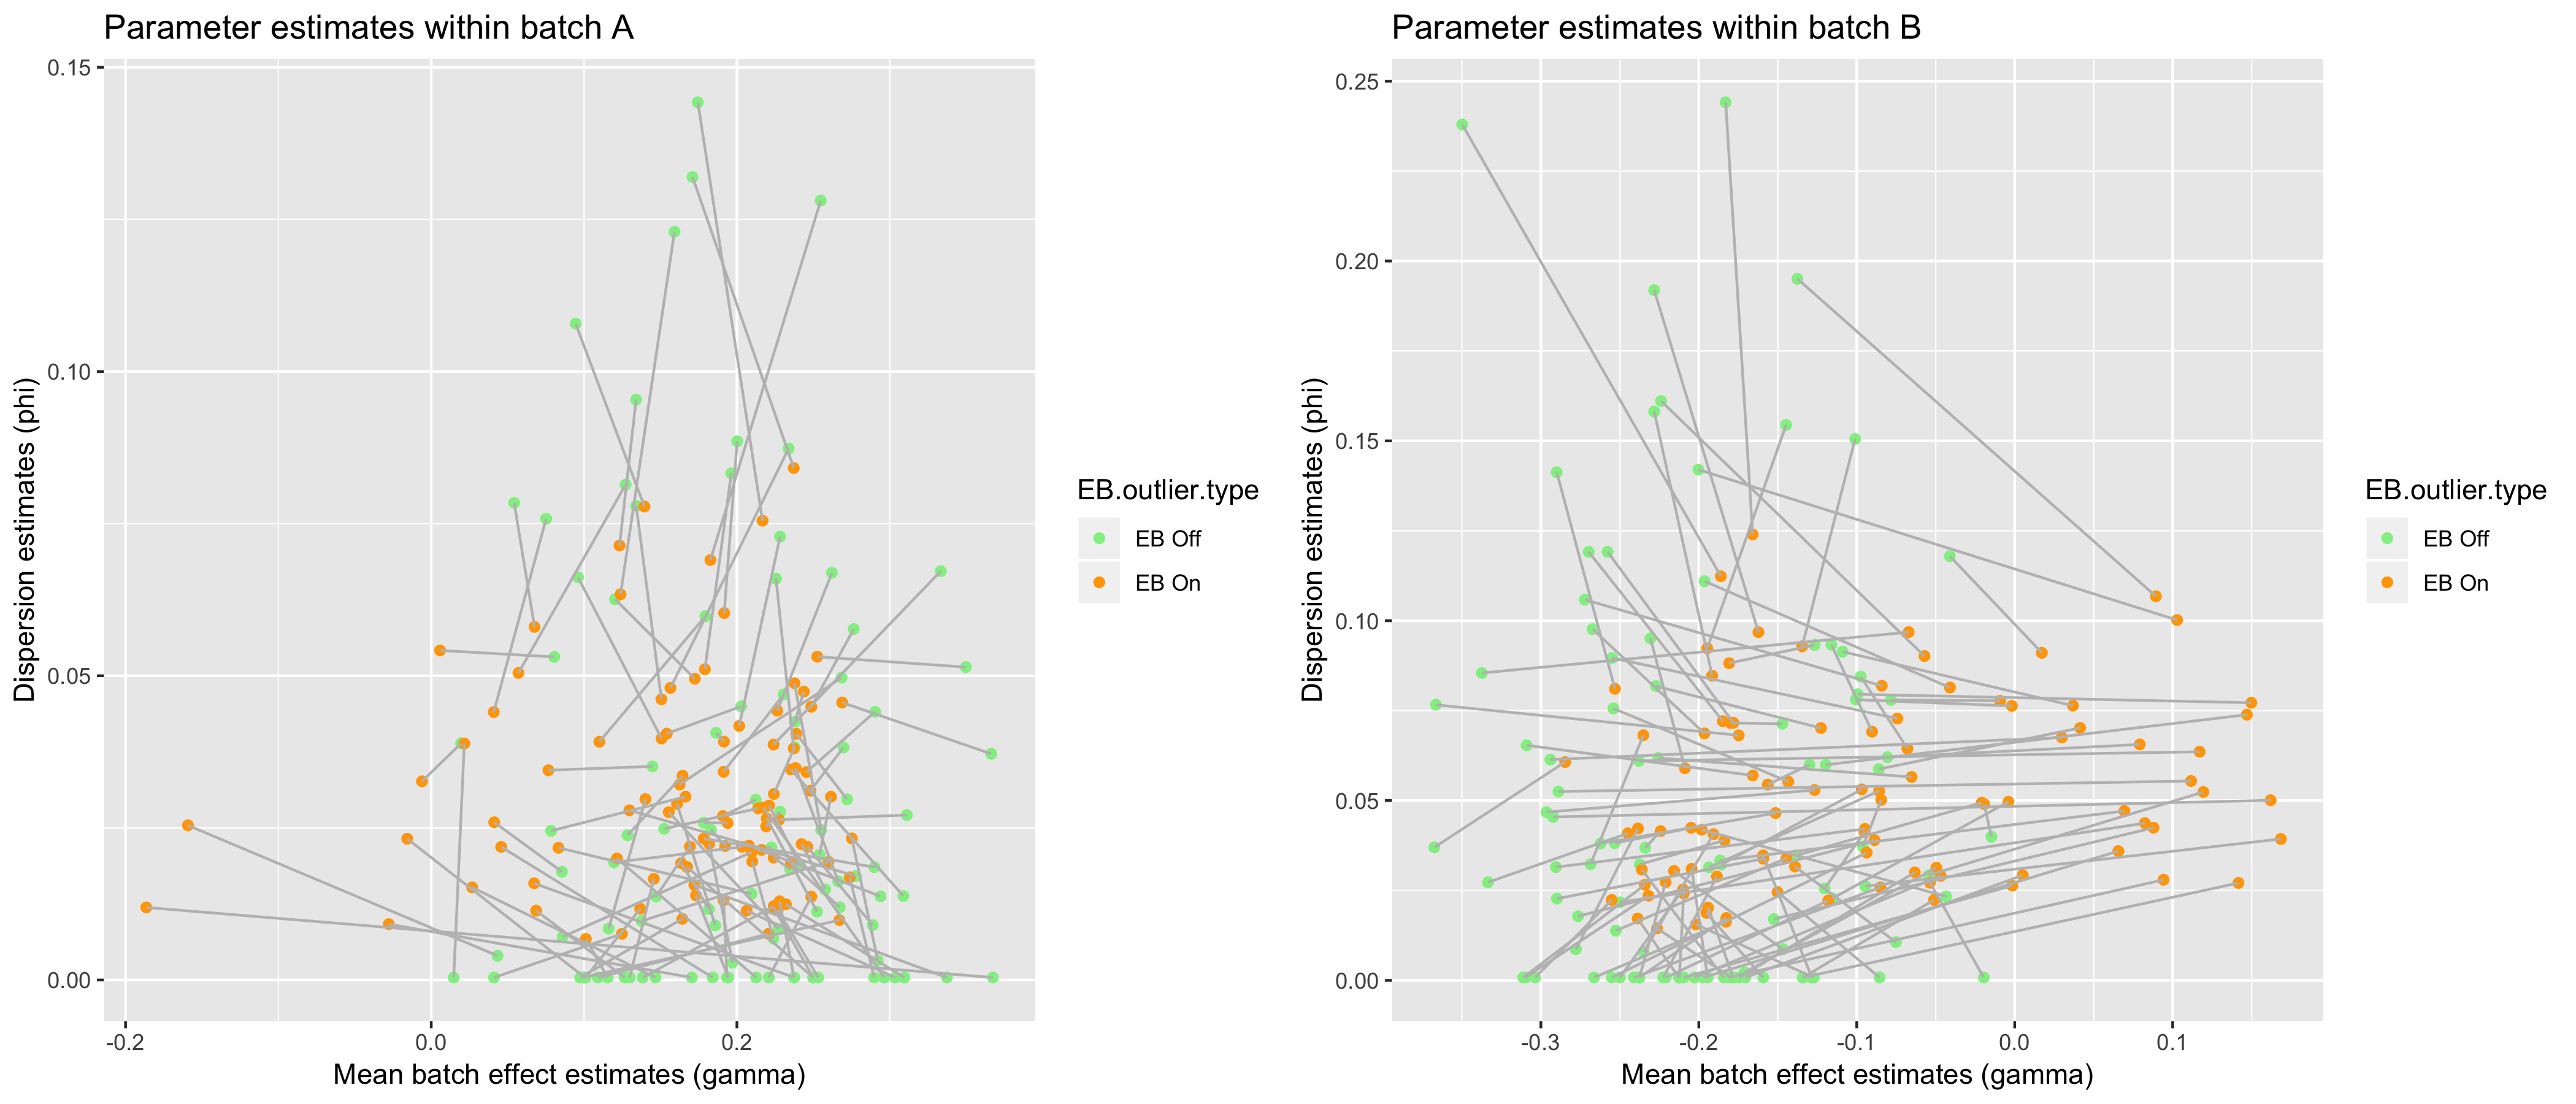 Parameter estimates within batch A
Dispersion estimates (phi)
0.15
0.10
0.05
0.00
-0.2
0.0
0.2
Mean batch effect estimates (gamma)
EB.outlier.type
EB Off
EB On
Parameter estimates within batch B
Dispersion estimates (phi)
0.25
0.20
0.15
0.10
0.05
0.00
-0.3
-0.2
-0.1
0.0
0.1
Mean batch effect estimates (gamma)
EB.outlier.type
EB Off
EB On